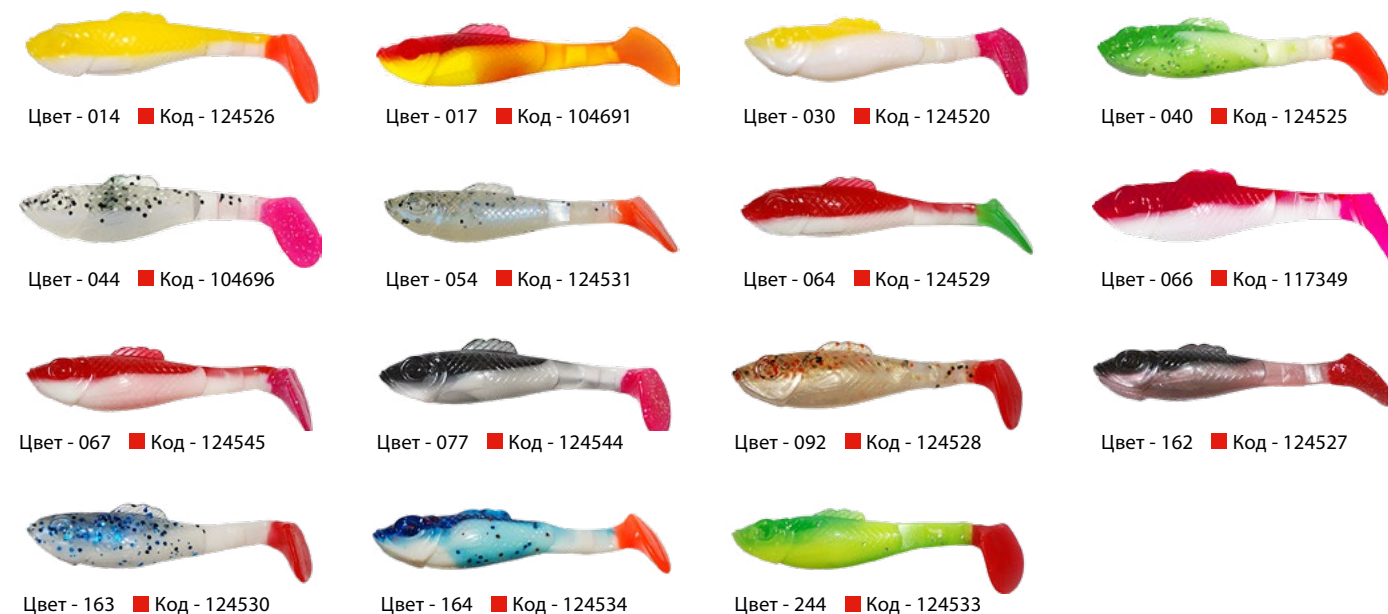 Цвет - 014 Код - 124526
Цвет - 017 Код - 104691
Цвет - 030 Код - 124520
Цвет - 040 Код - 124525
Цвет - 044 Код - 104696
Цвет - 054 Код - 124531
Цвет - 064 Код - 124529
Цвет - 066 Код - 117349
Цвет - 067 Код - 124545
Цвет - 077 Код - 124544
Цвет - 092 Код - 124528
Цвет - 162 Код - 124527
Цвет - 163 Код - 124530
Цвет - 164 Код - 124534
Цвет - 244 Код - 124533